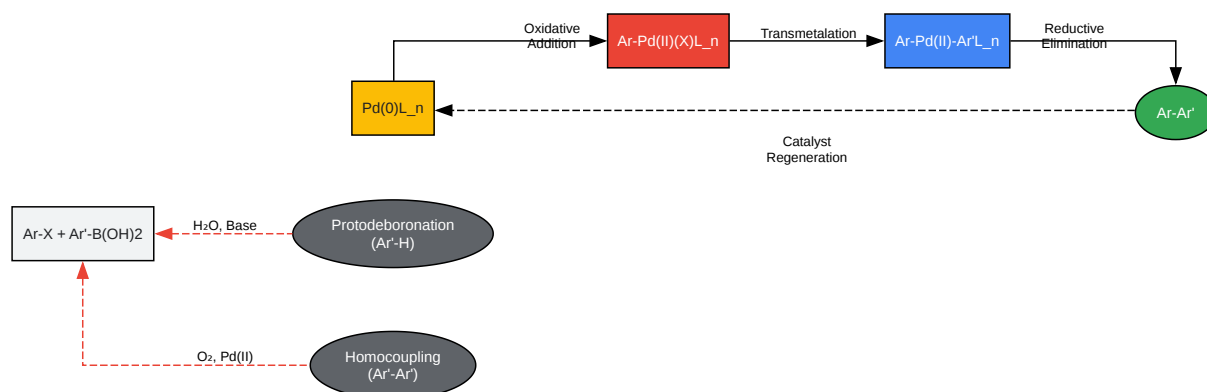 Oxidative
Addition
Ar-Pd(II)(X)L_n
Transmetalation
Ar-Pd(II)-Ar'L_n
Reductive
Elimination
Pd(0)L_n
Ar-Ar'
Catalyst
Regeneration
Ar-X + Ar'-B(OH)2
H₂O, Base
Protodeboronation
(Ar'-H)
O₂, Pd(II)
Homocoupling
(Ar'-Ar')